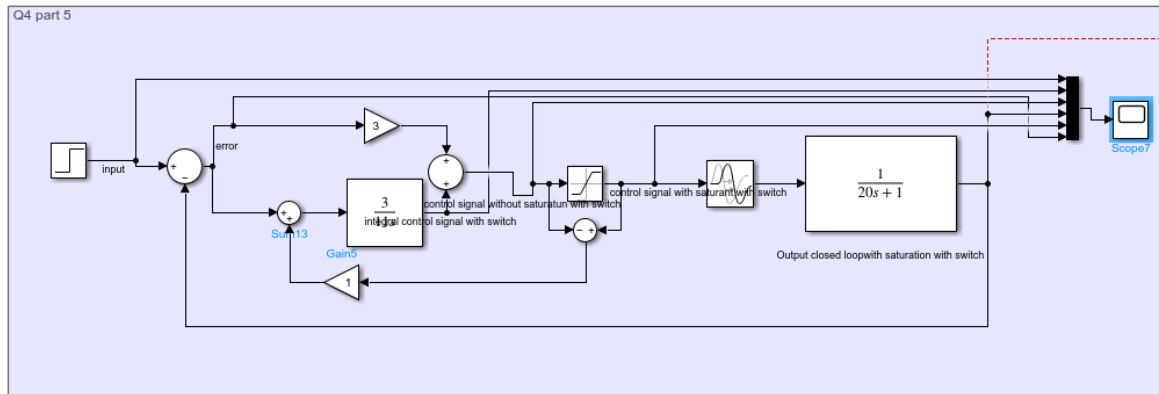 Q4 part 5
input
error
3
Sum13
3
11s
Gain5
1
control signal without saturatun with switch
integral control signal with switch
control signal with saturant with switch
1
20s + 1
Output closed loopwith saturation with switch
Scope7